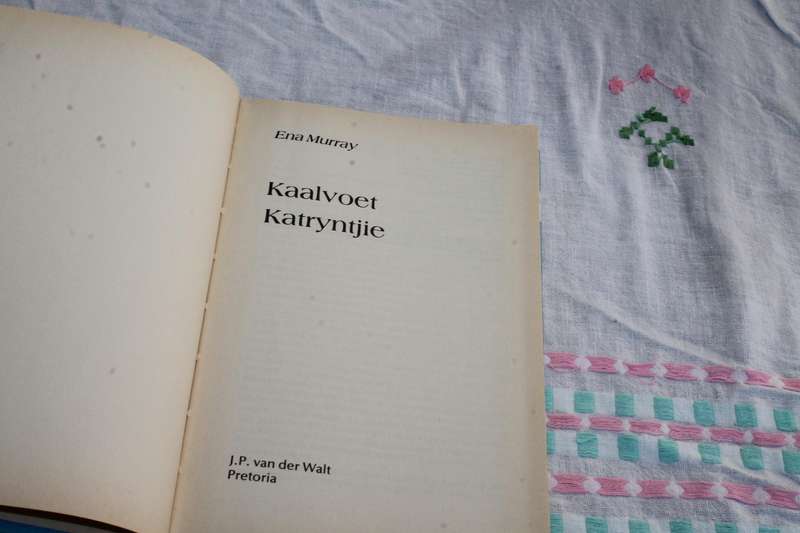 Ena Murray
Kaalvoet
Katryntjie
J.P. van der Walt
Pretoria